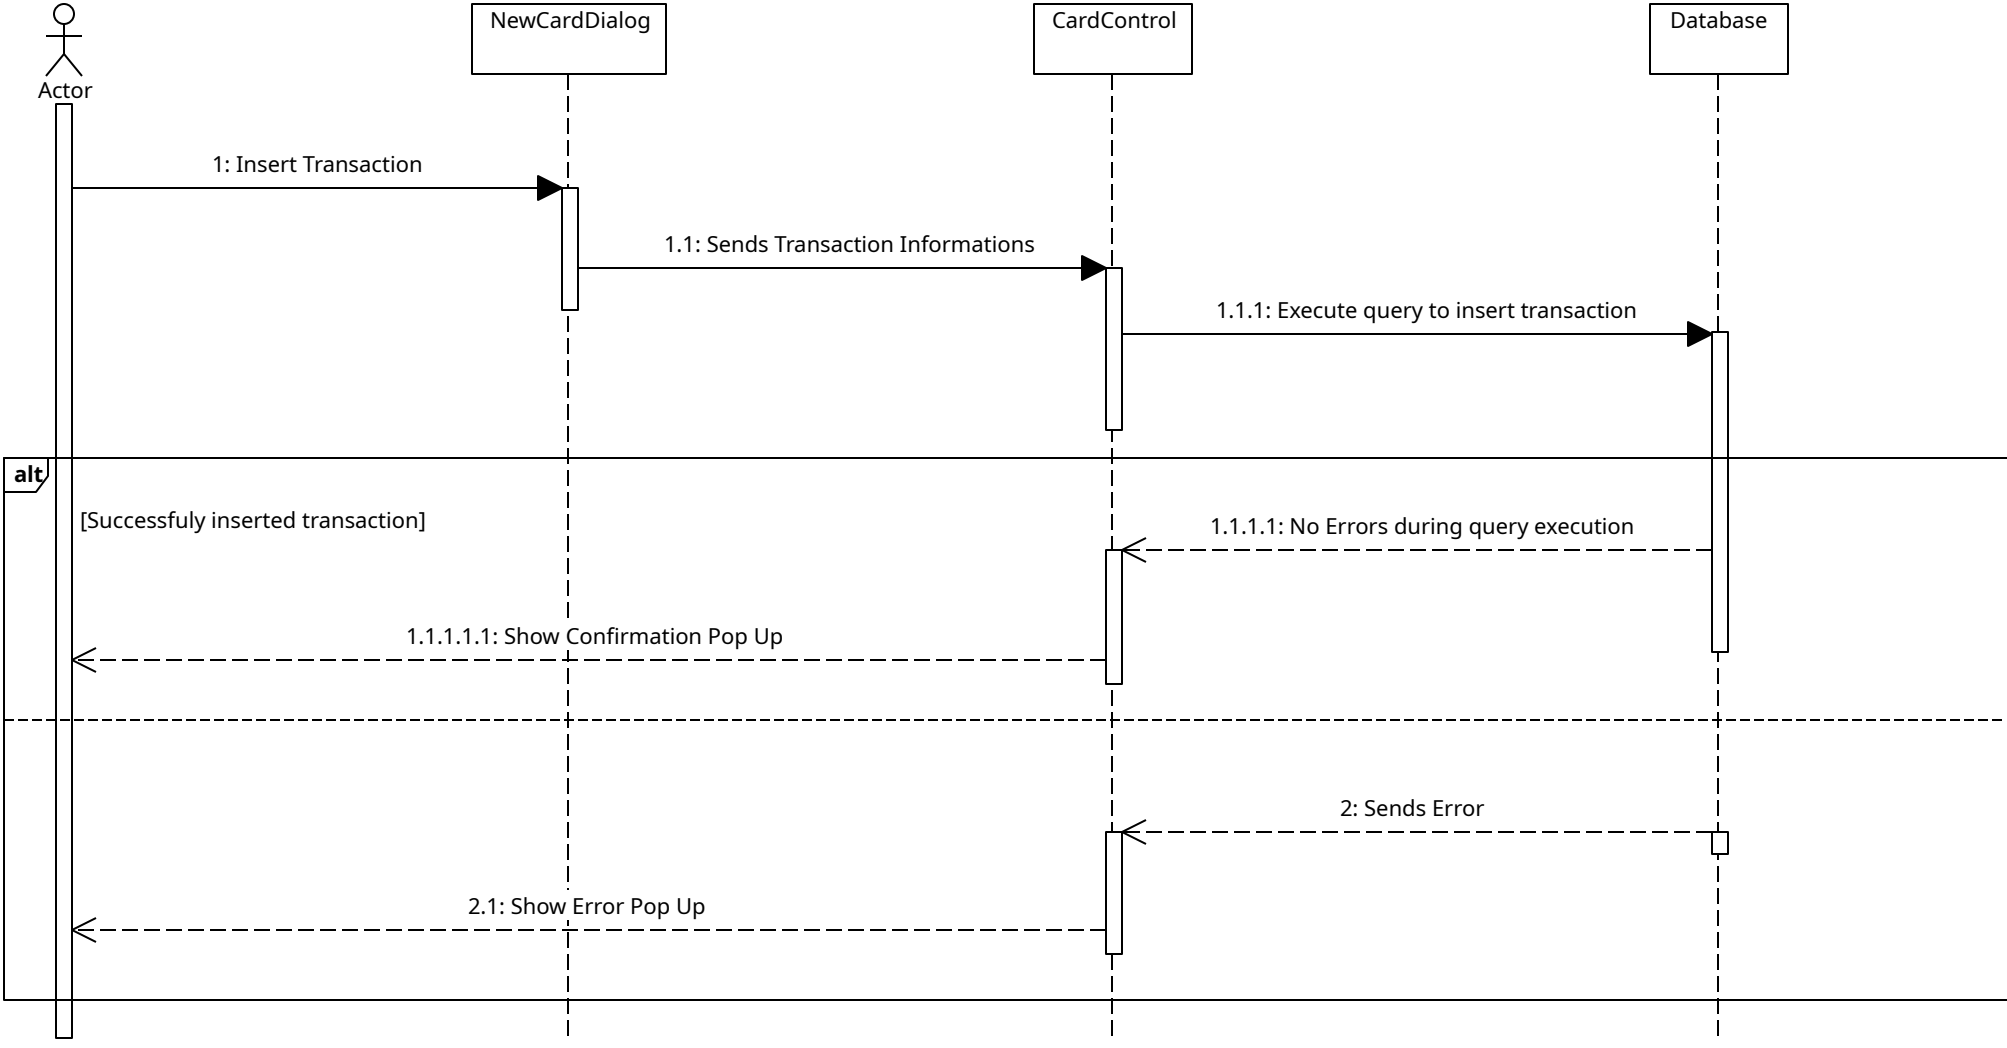 NewCardDialog
CardControl
Database
Actor
1: Insert Transaction
1.1: Sends Transaction Informations
1.1.1: Execute query to insert transaction
alt
[Successfuly inserted transaction]
1.1.1.1: No Errors during query execution
1.1.1.1.1: Show Confirmation Pop Up
2: Sends Error
2.1: Show Error Pop Up